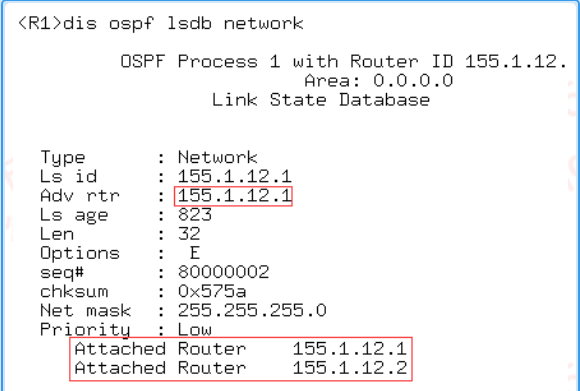 <R1>dis ospf lsdb network
OSPF Process 1 with Router ID 155.1.12.
Area: 0.0.0.0
Link State Database
Type : Network
Ls id : 155.1.12.1
Adv rtr : 155.1.12.1
Ls age : 823
Len : 32
Options : E
seq# : 80000002
chksum : 0x575a
Net mask : 255.255.255.0
Priority : Low
Attached Router 155.1.12.1
Attached Router 155.1.12.2